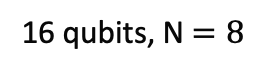 16 qubits, N = 8